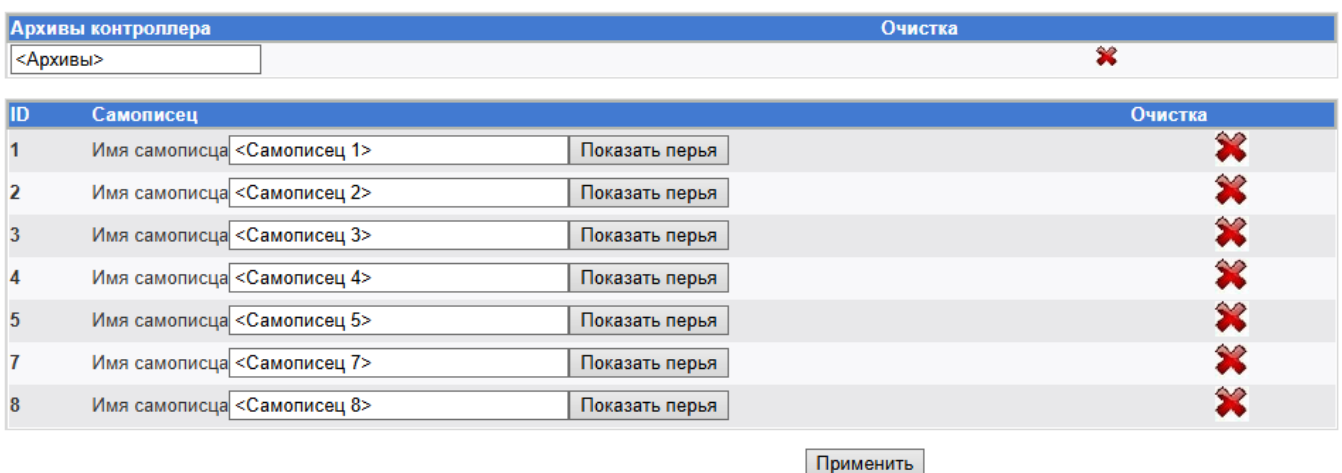 Архивы контроллера Очистка
<Архивы>
ID Самописец Очистка
1 Имя самописца <Самописец 1> Показать перья
2 Имя самописца <Самописец 2> Показать перья
3 Имя самописца <Самописец 3> Показать перья
4 Имя самописца <Самописец 4> Показать перья
5 Имя самописца <Самописец 5> Показать перья
7 Имя самописца <Самописец 7> Показать перья
8 Имя самописца <Самописец 8> Показать перья
Применить